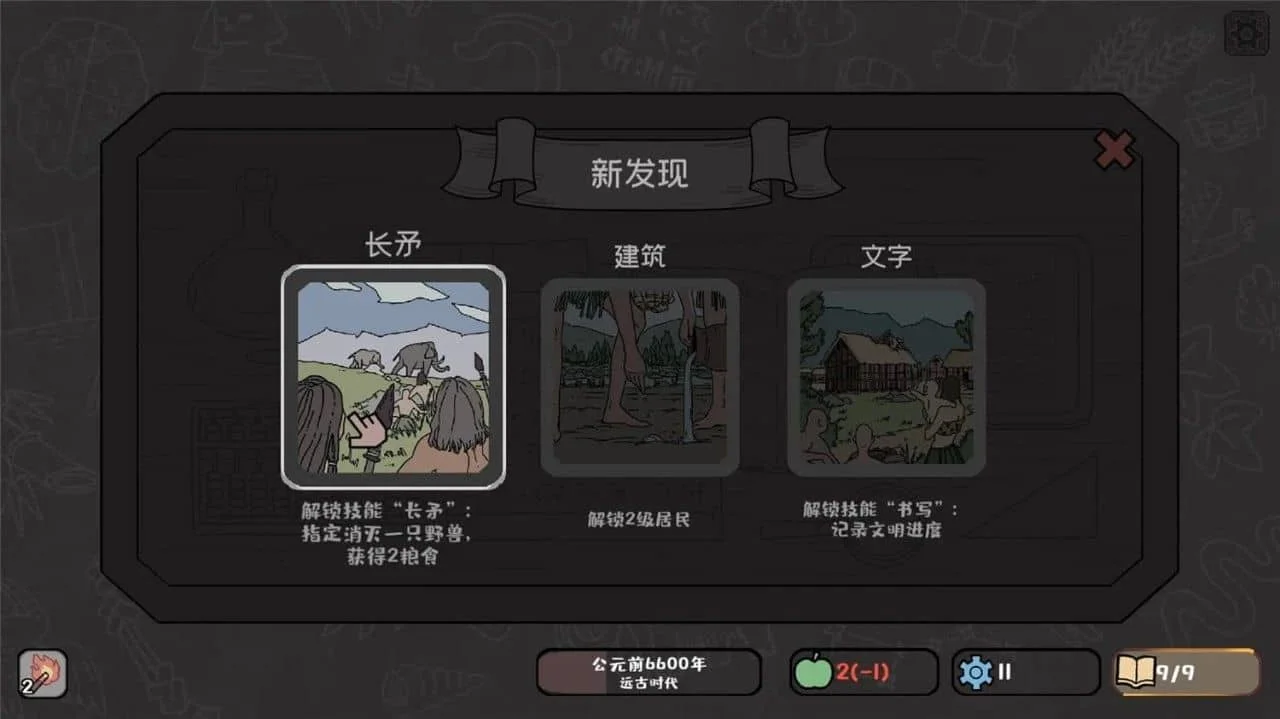 新发现
长矛
建筑
文字
解锁技能“长矛”：
指定消灭一只野兽，
获得2粮食
解锁2级居民
解锁技能“书写”：
记录文明进度
2
公元前6600年
远古时代
2(-1)
11
9/9